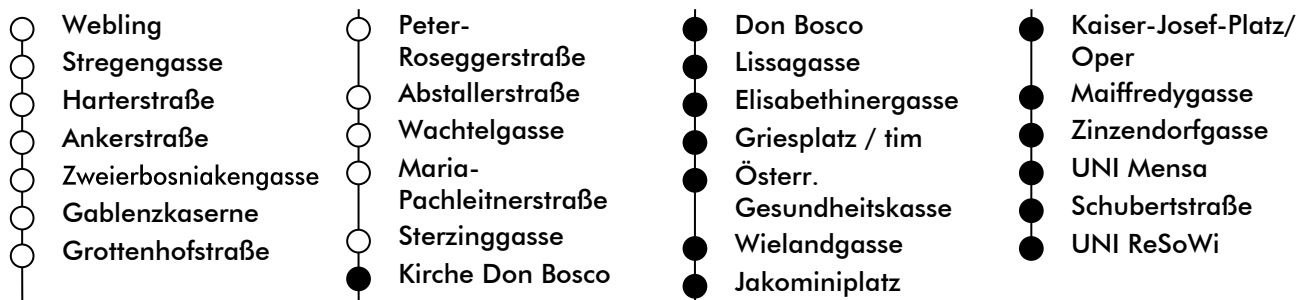 Webling
Stregengasse
Harterstraße
Ankerstraße
Zweierbosniakengasse
Gablenzkaserne
Grottenhofstraße
Peter-
Roseggerstraße
Abstallerstraße
Wachtelgasse
Maria-
Pachleitnerstraße
Sterzinggasse
Kirche Don Bosco
Don Bosco
Lissagasse
Elisabethinergasse
Griesplatz / tim
Österr.
Gesundheitskasse
Wielandgasse
Jakominiplatz
Kaiser-Josef-Platz/
Oper
Maiffredygasse
Zinzendorfgasse
UNI Mensa
Schubertstraße
UNI ReSoWi